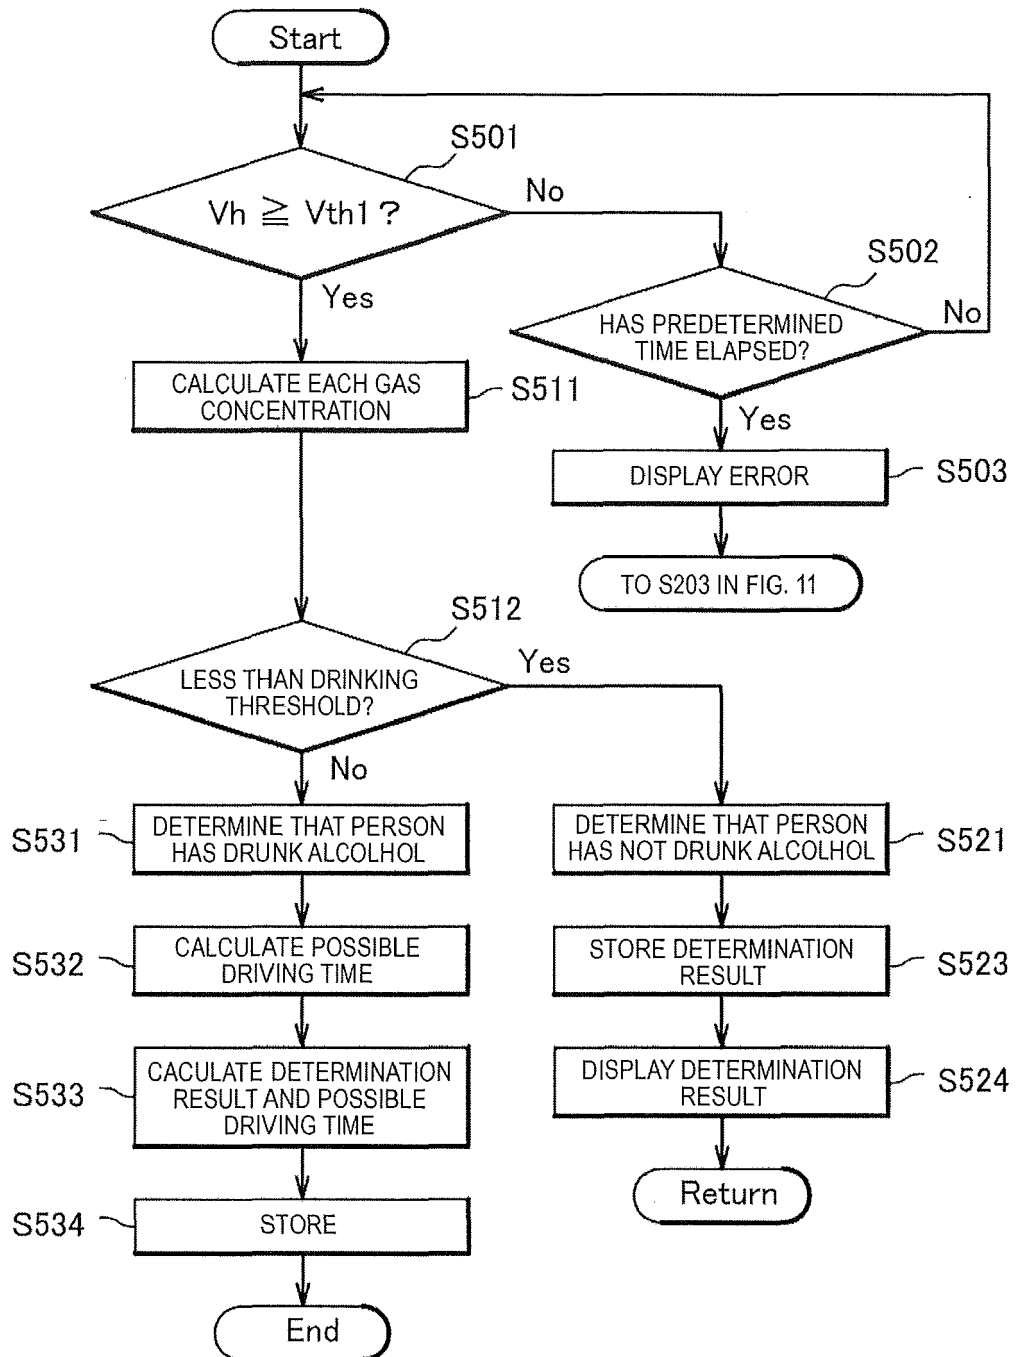 Start
S501
Vh ≧ Vth1 ?
No
Yes
S502
HAS PREDETERMINED
TIME ELAPSED?
No
Yes
CALCULATE EACH GAS
CONCENTRATION
S511
DISPLAY ERROR
S503
TO S203 IN FIG. 11
S512
LESS THAN DRINKING
THRESHOLD?
Yes
No
S531
DETERMINE THAT PERSON
HAS DRUNK ALCOLHOL
DETERMINE THAT PERSON
HAS NOT DRUNK ALCOLHOL
S521
S532
CALCULATE POSSIBLE
DRIVING TIME
STORE DETERMINATION
RESULT
S523
S533
CACULATE DETERMINATION
RESULT AND POSSIBLE
DRIVING TIME
DISPLAY DETERMINATION
RESULT
S524
Return
S534
STORE
End